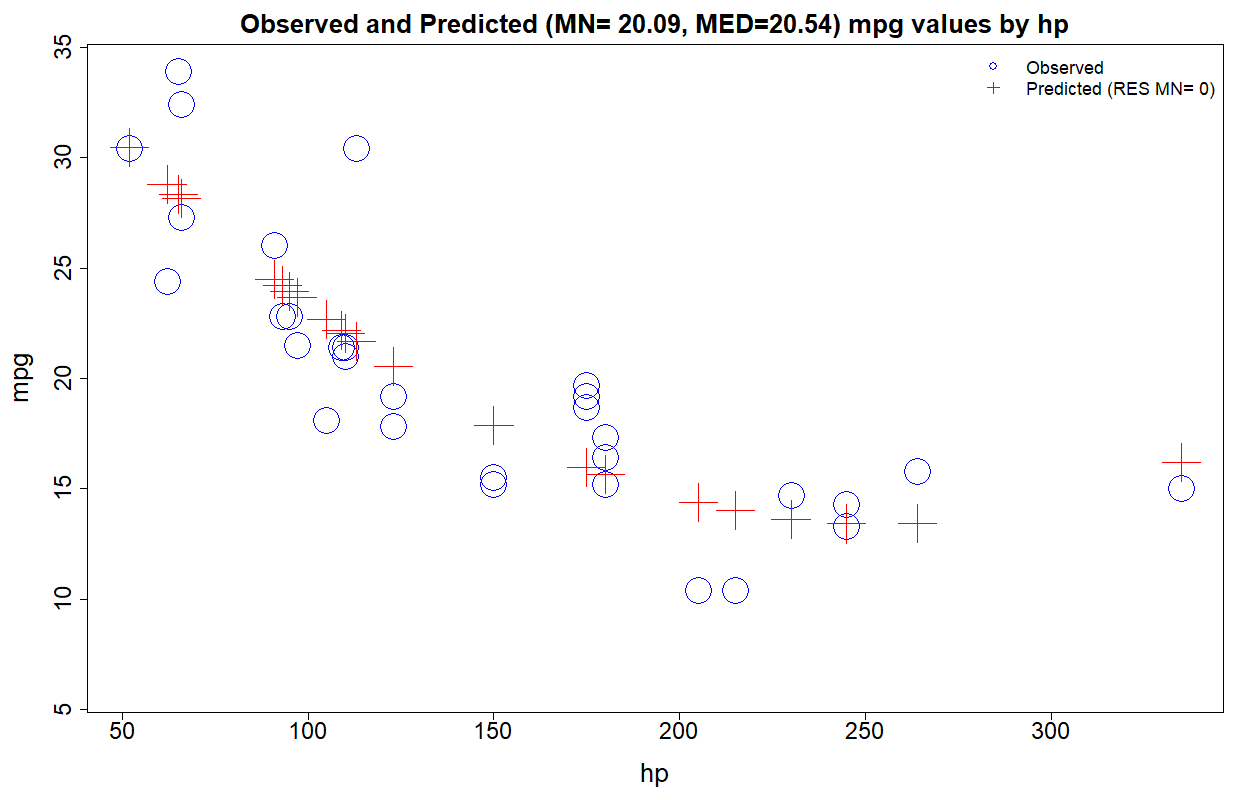 Observed and Predicted (MN= 20.09, MED=20.54) mpg values by hp
Observed
Predicted (RES MN= 0)
mpg
35
30
25
20
15
10
5
50 100 150 200 250 300
hp